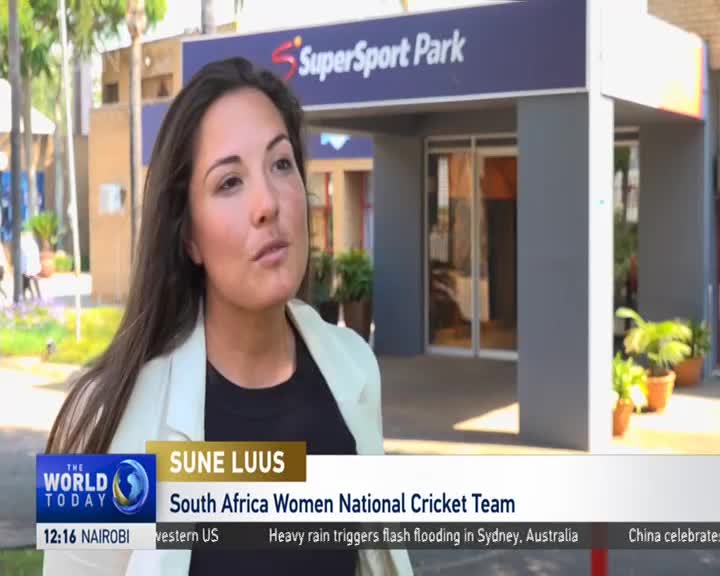 SuperSport Park
SUNE LUUS
THE
WORLD
TODAY
South Africa Women National Cricket Team
12:16 NAIROBI
western US Heavy rain triggers flash flooding in Sydney, Australia China celebrates